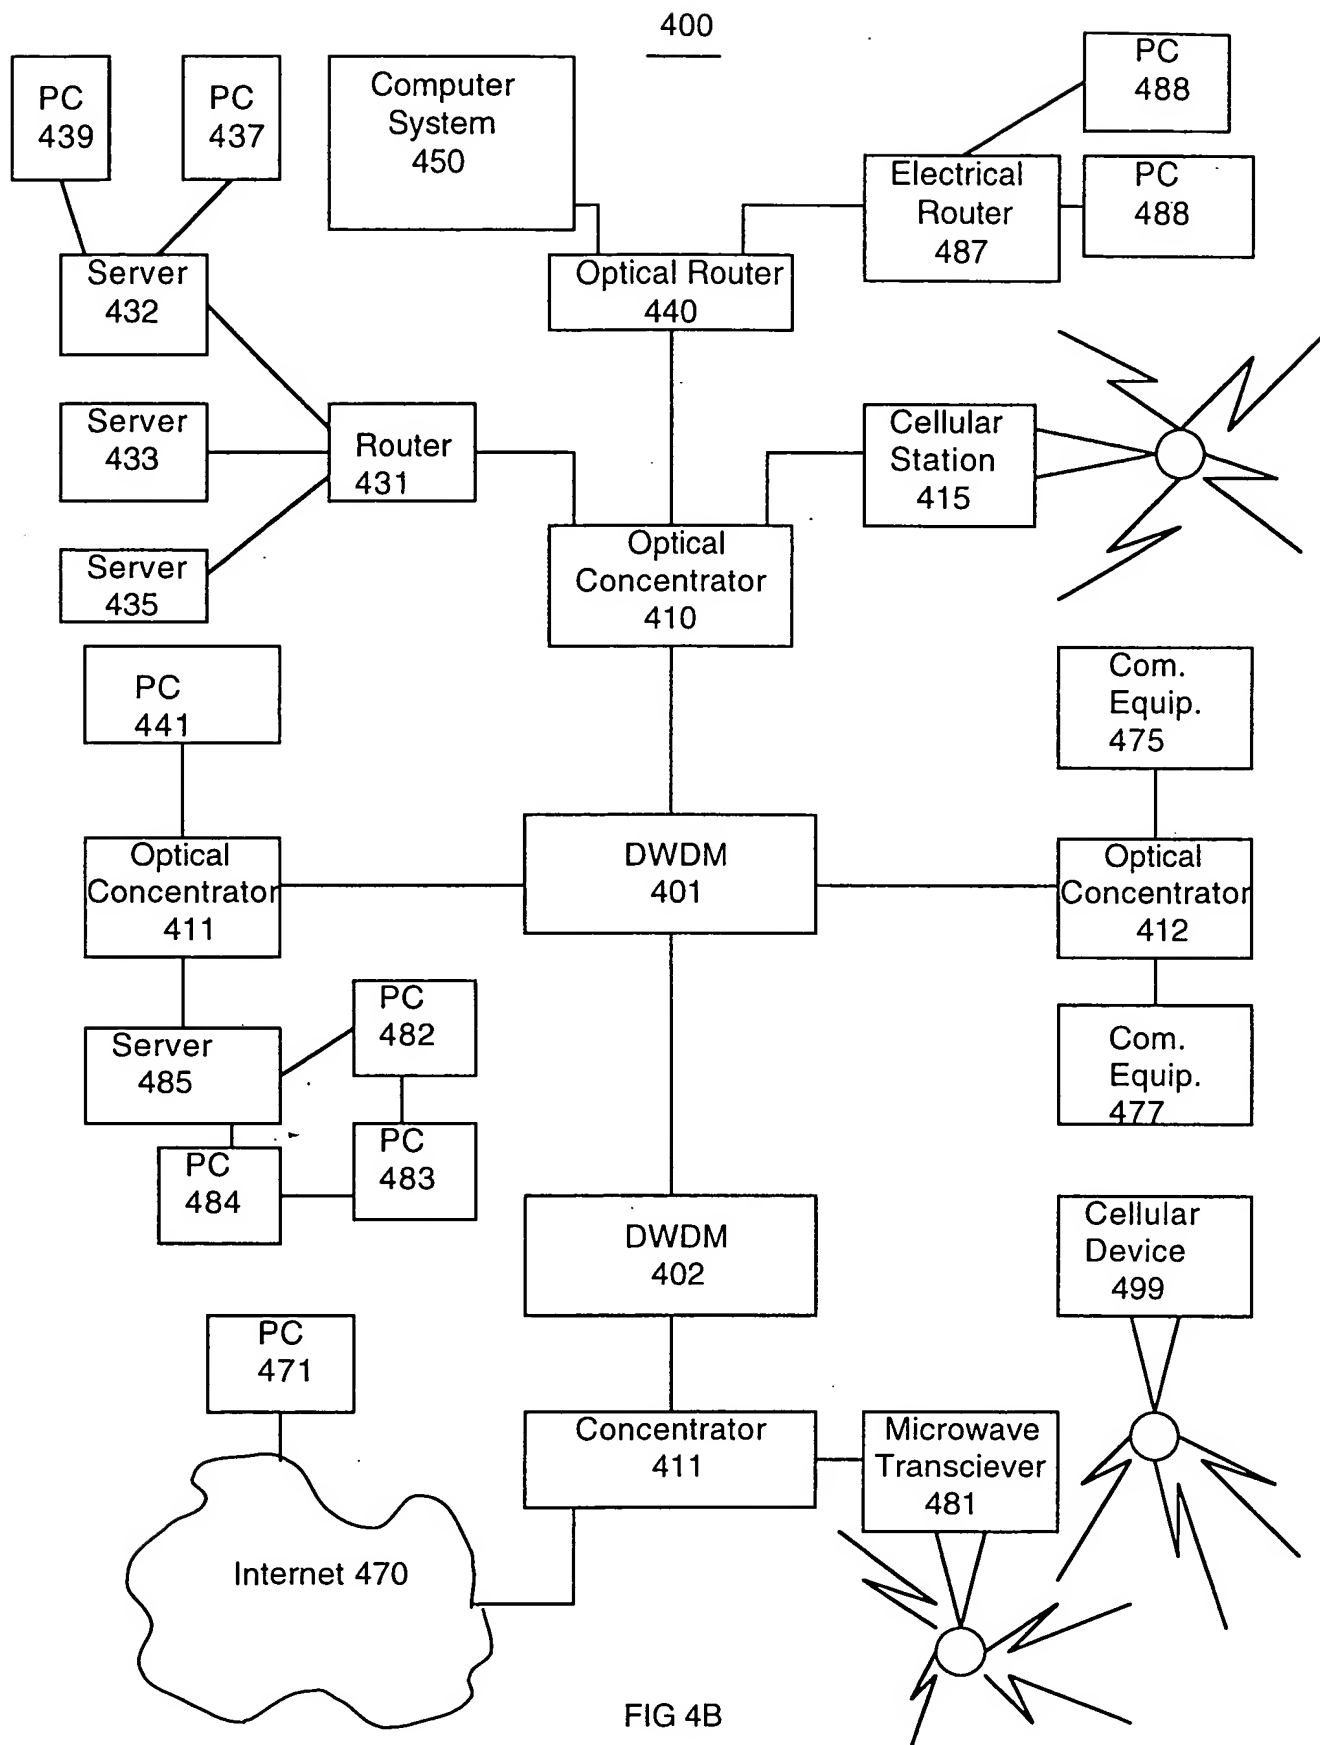 400
PC
439
PC
437
Computer
System
450
PC
488
Electrical
Router
487
PC
488
Server
432
Optical Router
440
Server
433
Router
431
Cellular
Station
415
Server
435
Optical
Concentrator
410
PC
441
Com.
Equip.
475
Optical
Concentrator
411
DWDM
401
Optical
Concentrator
412
Server
485
PC
482
Com.
Equip.
477
PC
484
PC
483
DWDM
402
Cellular
Device
499
PC
471
Concentrator
411
Microwave
Transciever
481
Internet 470
FIG 4B